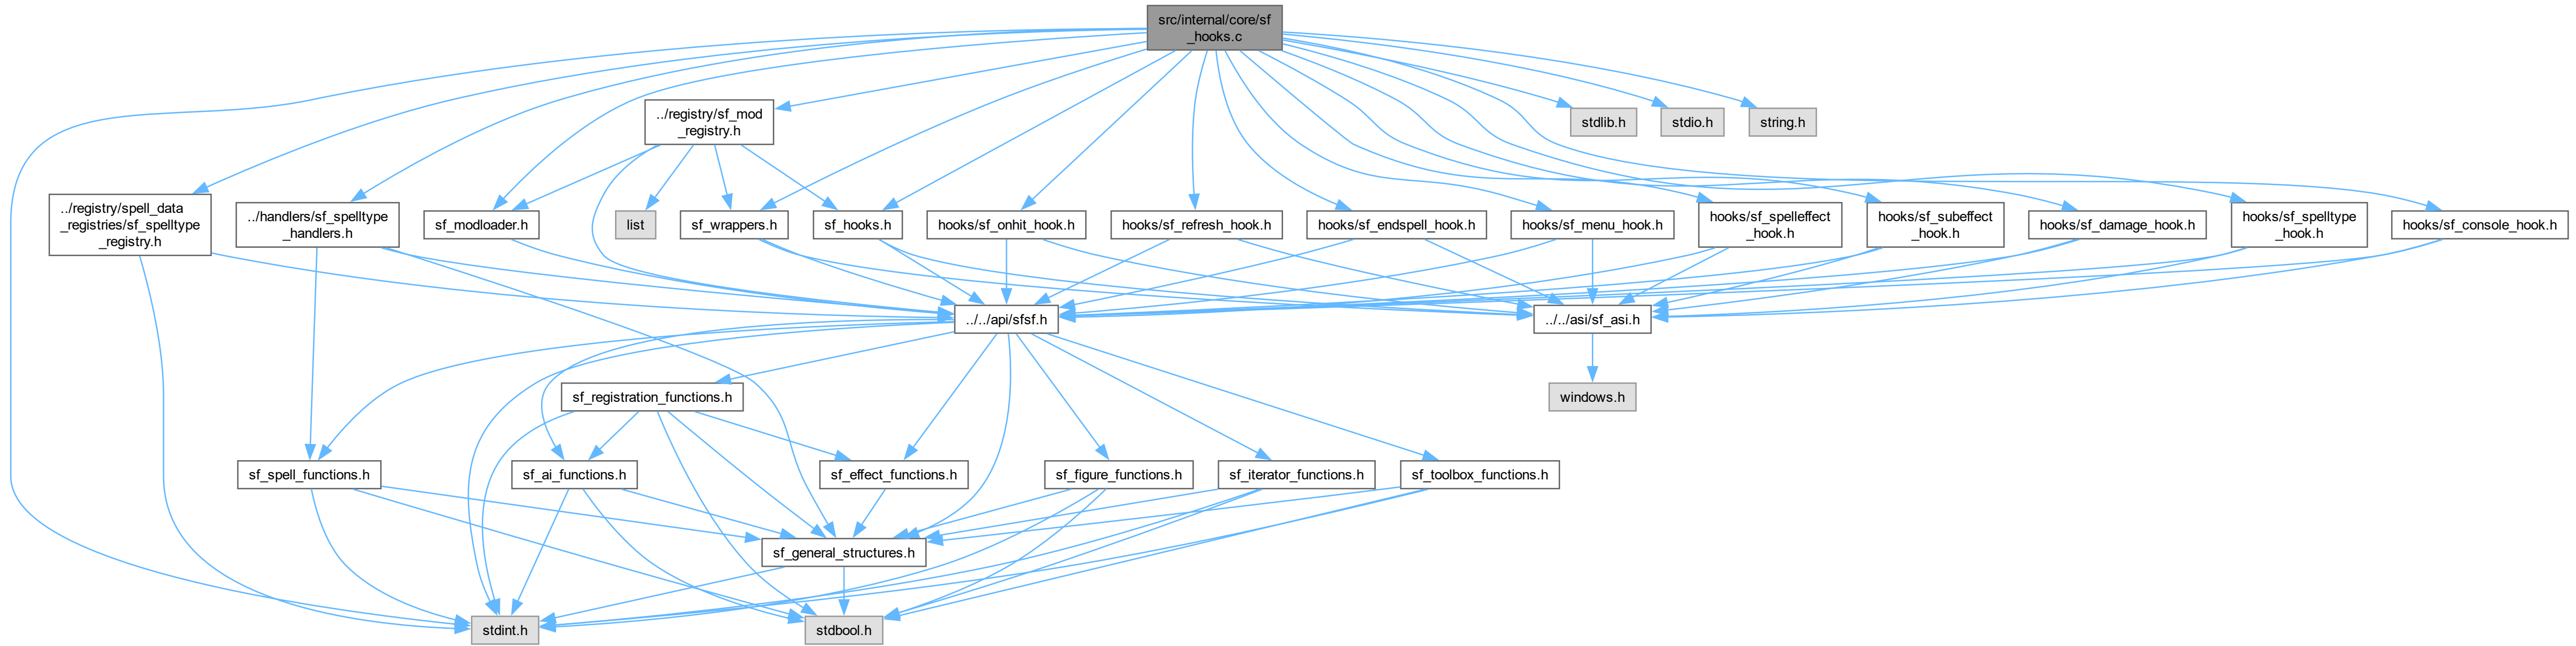 src/internal/core/sf
_hooks.c
../registry/sf_mod
_registry.h
stdlib.h
stdio.h
string.h
../registry/spell_data
_registries/sf_spelltype
_registry.h
../handlers/sf_spelltype
_handlers.h
sf_modloader.h
list
sf_wrappers.h
sf_hooks.h
hooks/sf_onhit_hook.h
hooks/sf_refresh_hook.h
hooks/sf_endspell_hook.h
hooks/sf_menu_hook.h
hooks/sf_spelleffect
_hook.h
hooks/sf_subeffect
_hook.h
hooks/sf_damage_hook.h
hooks/sf_spelltype
_hook.h
hooks/sf_console_hook.h
../../api/sfsf.h
../../asi/sf_asi.h
sf_registration_functions.h
windows.h
sf_spell_functions.h
sf_ai_functions.h
sf_effect_functions.h
sf_figure_functions.h
sf_iterator_functions.h
sf_toolbox_functions.h
sf_general_structures.h
stdint.h
stdbool.h